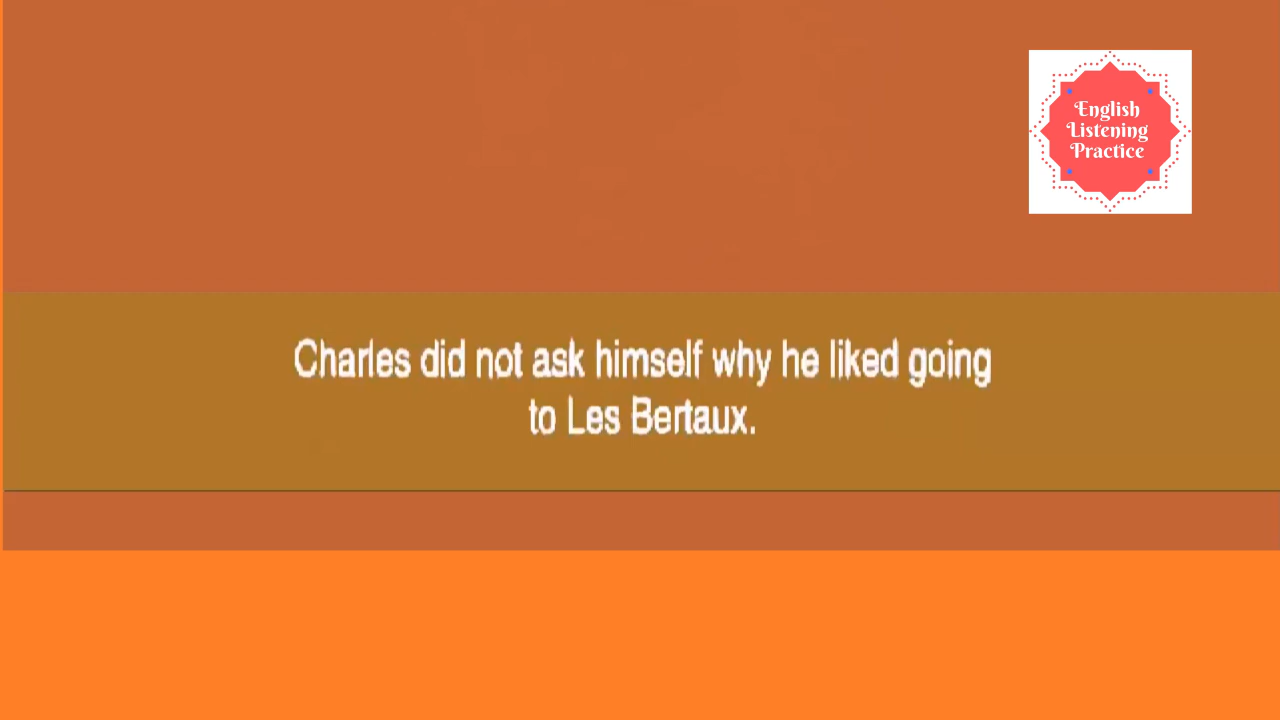 English
Listening
Practice
Charles did not ask himself why he liked going
to Les Bertaux.